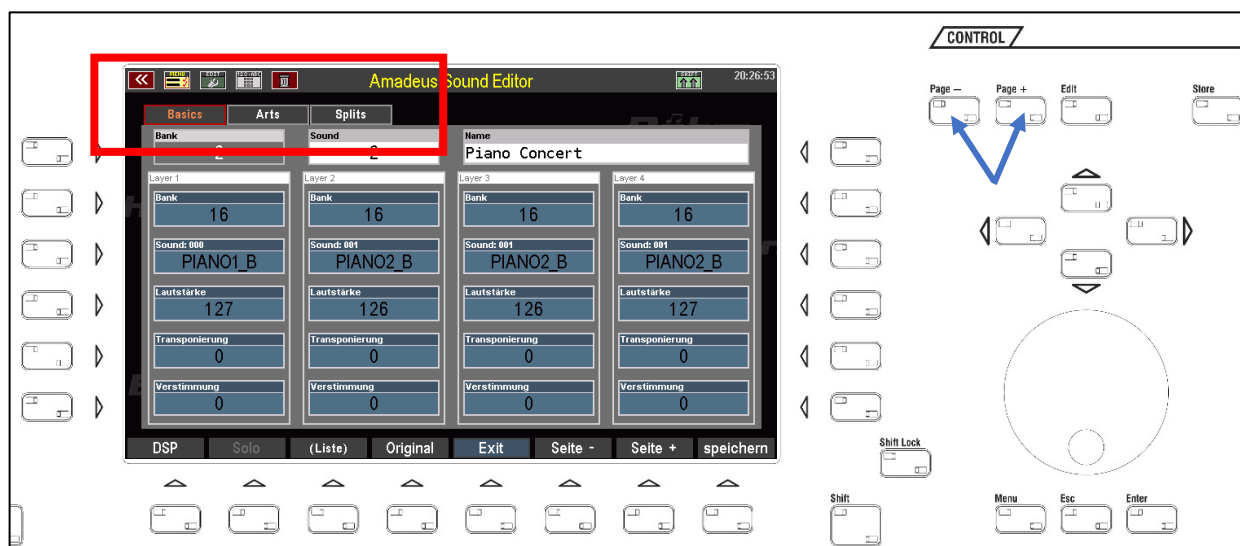 CONTROL
MENU EDIT Amadeus Sound Editor SHIFT 20:26:53
Page – Page + Edit Store
Basics Arts Splits
Bank Sound Name
2 2 Piano Concert
Layer 1 Layer 2 Layer 3 Layer 4
Bank Bank Bank Bank
16 16 16 16
Sound: 000 Sound: 001 Sound: 001 Sound: 001
PIANO1_B PIANO2_B PIANO2_B PIANO2_B
Lautstärke Lautstärke Lautstärke Lautstärke
127 126 126 127
Transponierung Transponierung Transponierung Transponierung
0 0 0 0
Verstimmung Verstimmung Verstimmung Verstimmung
0 0 0 0
DSP Solo (Liste) Original Exit Seite - Seite + speichern
Shift Lock
Shift Menu Esc Enter